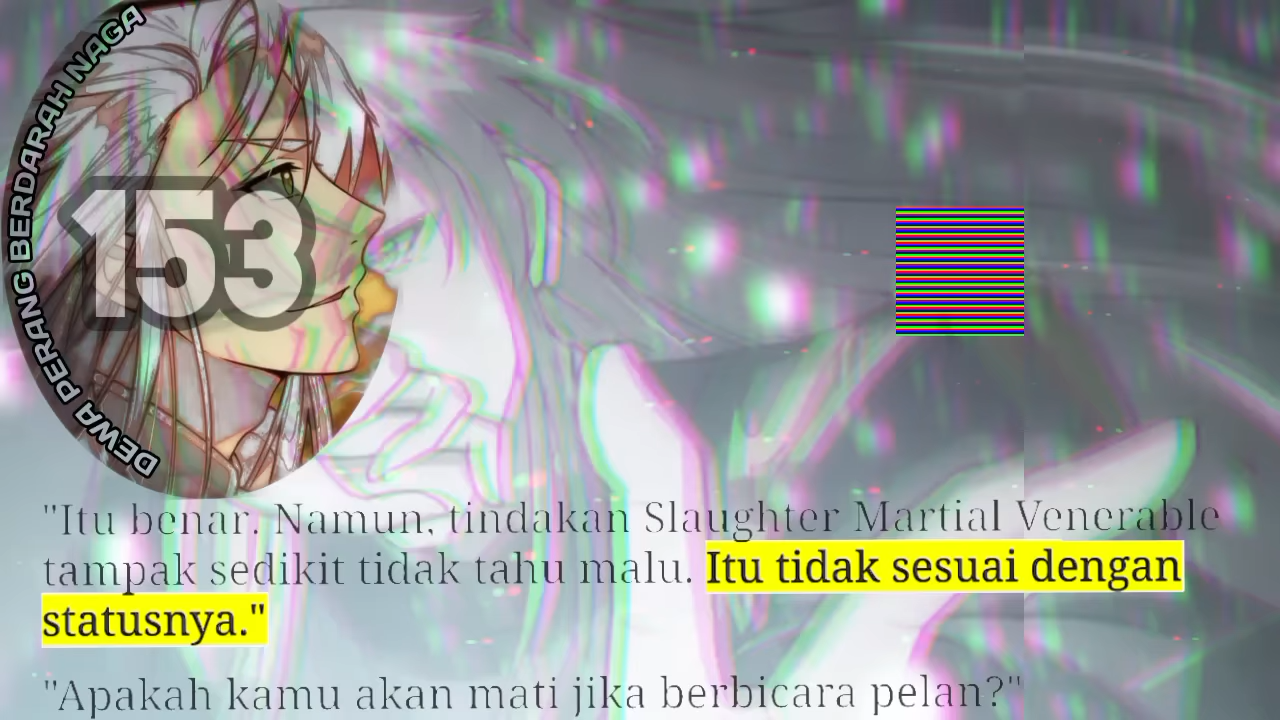 DEWA PERANG BERDARAH NAGA
153
"Itu benar. Namun, tindakan Slaughter Martial Venerable
tampak sedikit tidak tahu malu. Itu tidak sesuai dengan
statusnya."
"Apakah kamu akan mati jika berbicara pelan?"